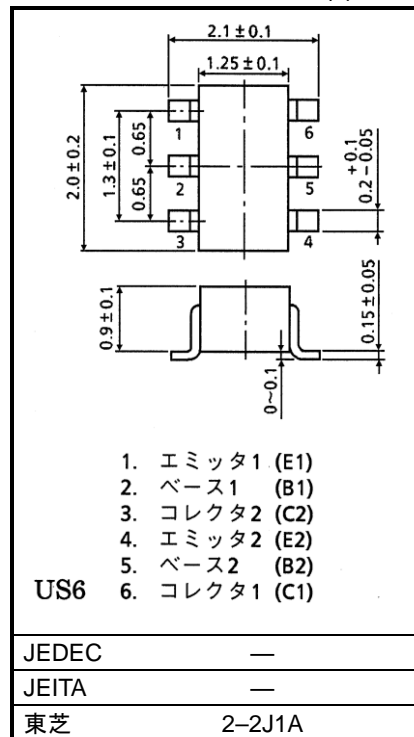 2.1±0.1
1.25±0.1
2.0±0.2
1.3±0.1
0.65
0.65
1
2
3
6
5
4
+0.1
0.2-0.05
0.9±0.1
0~0.1
0.15±0.05
1. エミッタ1 (E1)
2. ベース1 (B1)
3. コレクタ2 (C2)
4. エミッタ2 (E2)
5. ベース2 (B2)
US6 6. コレクタ1 (C1)
JEDEC —
JEITA —
東芝 2–2J1A